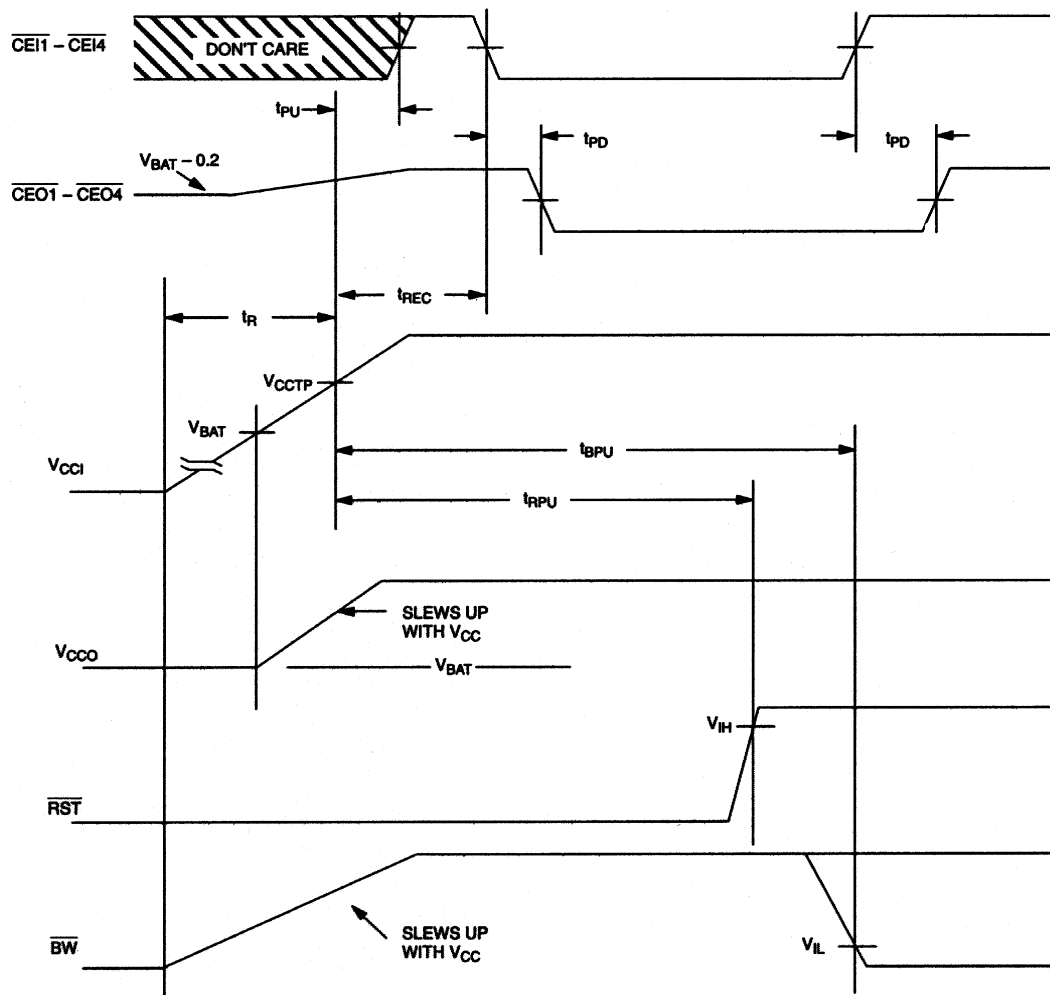 CEI1 – CEI4
DON'T CARE
tPU
tPD
tPD
VBAT – 0.2
CEO1 – CEO4
tREC
tR
VCCTP
VBAT
tBPU
VCCI
tRPU
SLEWS UP
WITH VCC
VCCO
VBAT
VIH
RST
SLEWS UP
WITH VCC
BW
VIL